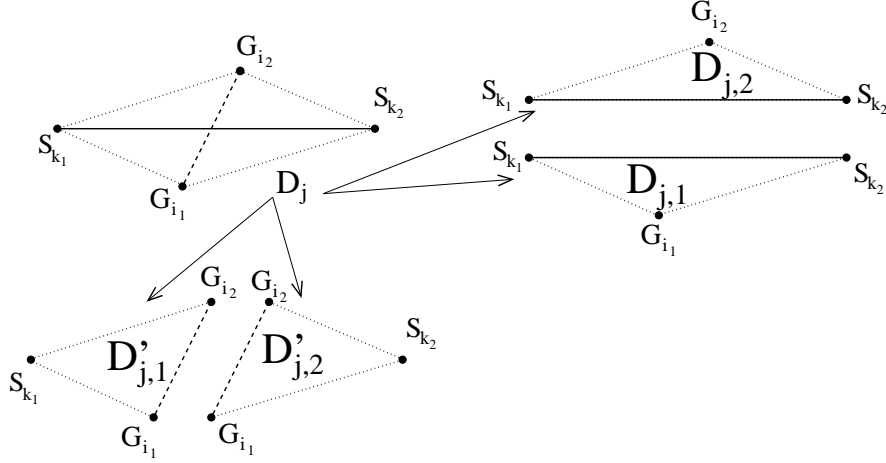 G_{i_2}
S_{k_1}
S_{k_2}
G_{i_1}
D_j
G_{i_2}
D_{j,2}
S_{k_1}
S_{k_2}
S_{k_1}
D_{j,1}
S_{k_2}
G_{i_1}
G_{i_2}
D'_{j,1}
S_{k_1}
G_{i_1}
G_{i_2}
D'_{j,2}
S_{k_2}
G_{i_1}